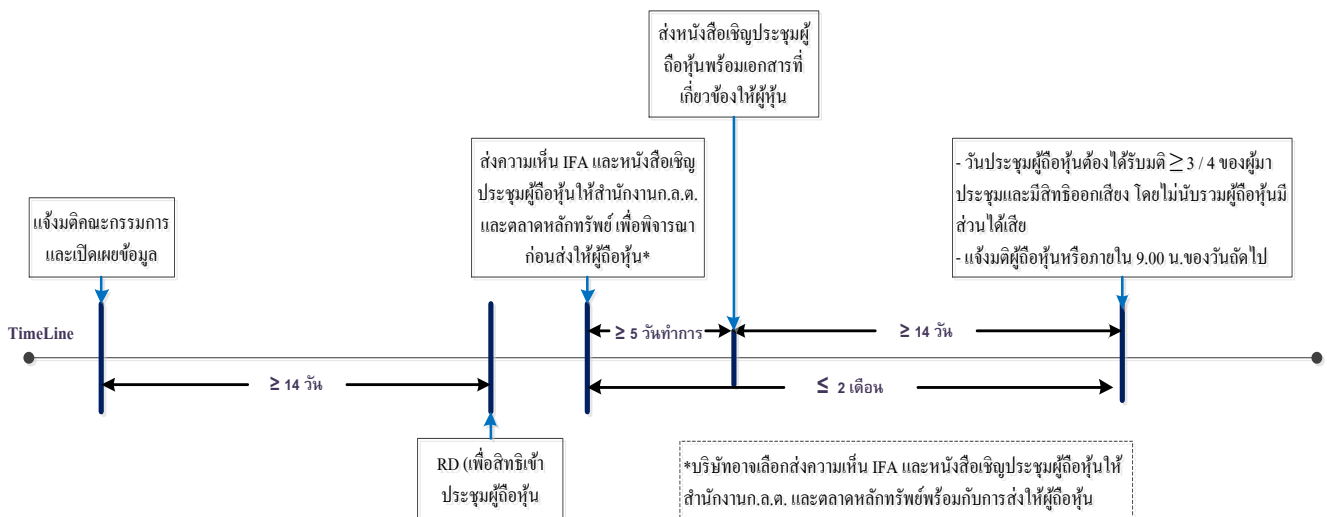 ส่งหนังสือเชิญประชุมผู้
ถือหุ้นพร้อมเอกสารที่
เกี่ยวข้องให้ผู้หุ้น
ส่งความเห็น IFA และหนังสือเชิญ
ประชุมผู้ถือหุ้นให้สำนักงานก.ล.ต.
และตลาดหลักทรัพย์ เพื่อพิจารณา
ก่อนส่งให้ผู้ถือหุ้น*
- วันประชุมผู้ถือหุ้นต้องได้รับมติ ≥ 3 / 4 ของผู้มา
ประชุมและมีสิทธิออกเสียง โดยไม่นับรวมผู้ถือหุ้นมี
ส่วนได้เสีย
- แจ้งมติผู้ถือหุ้นหรือภายใน 9.00 น.ของวันถัดไป
แจ้งมติคณะกรรมการ
และเปิดเผยข้อมูล
TimeLine
≥ 5 วันทำการ
≥ 14 วัน
≥ 14 วัน
≤ 2 เดือน
RD (เพื่อสิทธิเข้า
ประชุมผู้ถือหุ้น
*บริษัทอาจเลือกส่งความเห็น IFA และหนังสือเชิญประชุมผู้ถือหุ้นให้
สำนักงานก.ล.ต. และตลาดหลักทรัพย์พร้อมกับการส่งให้ผู้ถือหุ้น